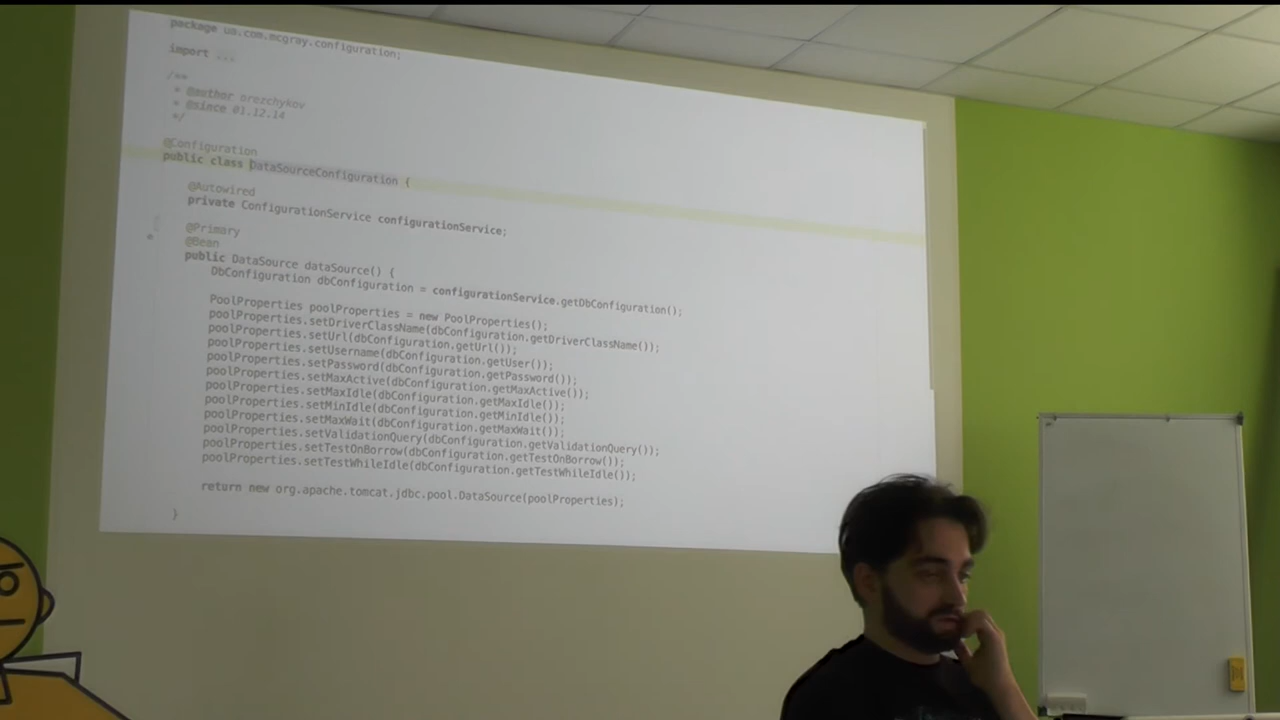 package ua.com.mcgray.configuration;
import ...
/**
* @author orezchykov
* @since 01.12.14
*/
@Configuration
public class DataSourceConfiguration {
@Autowired
private ConfigurationService configurationService;
@Primary
@Bean
public DataSource dataSource() {
DbConfiguration dbConfiguration = configurationService.getDbConfiguration();
PoolProperties poolProperties = new PoolProperties();
poolProperties.setDriverClassName(dbConfiguration.getDriverClassName());
poolProperties.setUrl(dbConfiguration.getUrl());
poolProperties.setUsername(dbConfiguration.getUser());
poolProperties.setPassword(dbConfiguration.getPassword());
poolProperties.setMaxActive(dbConfiguration.getMaxActive());
poolProperties.setMaxIdle(dbConfiguration.getMaxIdle());
poolProperties.setMinIdle(dbConfiguration.getMinIdle());
poolProperties.setMaxWait(dbConfiguration.getMaxWait());
poolProperties.setValidationQuery(dbConfiguration.getValidationQuery());
poolProperties.setTestOnBorrow(dbConfiguration.getTestOnBorrow());
poolProperties.setTestWhileIdle(dbConfiguration.getTestWhileIdle());
return new org.apache.tomcat.jdbc.pool.DataSource(poolProperties);
}